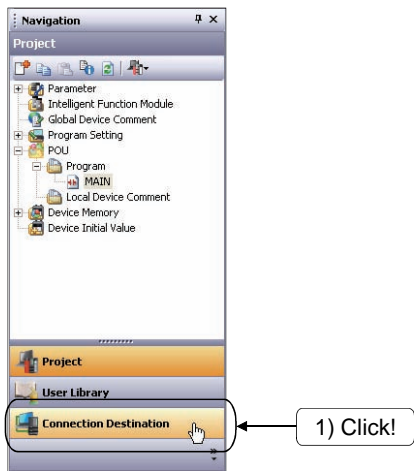 Navigation
Project
Parameter
Intelligent Function Module
Global Device Comment
Program Setting
POU
Program
MAIN
Local Device Comment
Device Memory
Device Initial Value
Project
User Library
Connection Destination
1) Click!